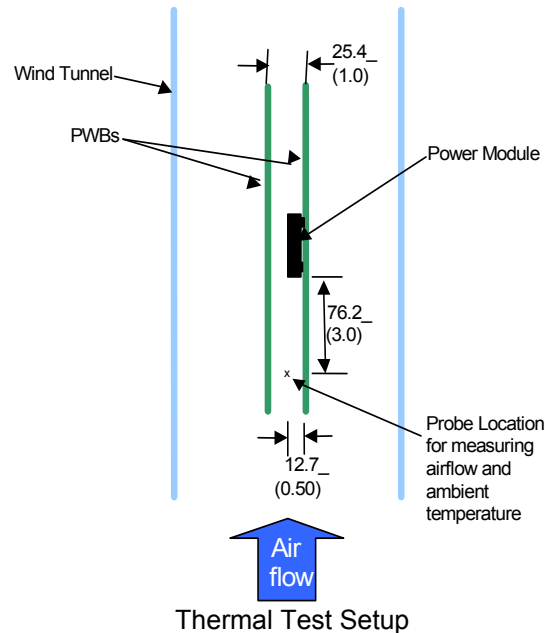 25.4_
(1.0)
Wind Tunnel
PWBs
Power Module
76.2_
(3.0)
x
Probe Location
for measuring
airflow and
ambient
temperature
12.7_
(0.50)
Air
flow
Thermal Test Setup